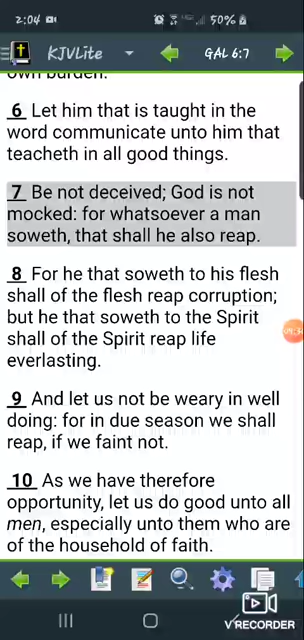 2:04 50%
KJVLite GAL 6:7
own burden.
6 Let him that is taught in the
word communicate unto him that
teacheth in all good things.
7 Be not deceived; God is not
mocked: for whatsoever a man
soweth, that shall he also reap.
8 For he that soweth to his flesh
shall of the flesh reap corruption;
but he that soweth to the Spirit
shall of the Spirit reap life
everlasting.
9 And let us not be weary in well
doing: for in due season we shall
reap, if we faint not.
10 As we have therefore
opportunity, let us do good unto all
men, especially unto them who are
of the household of faith.
VRECORDER